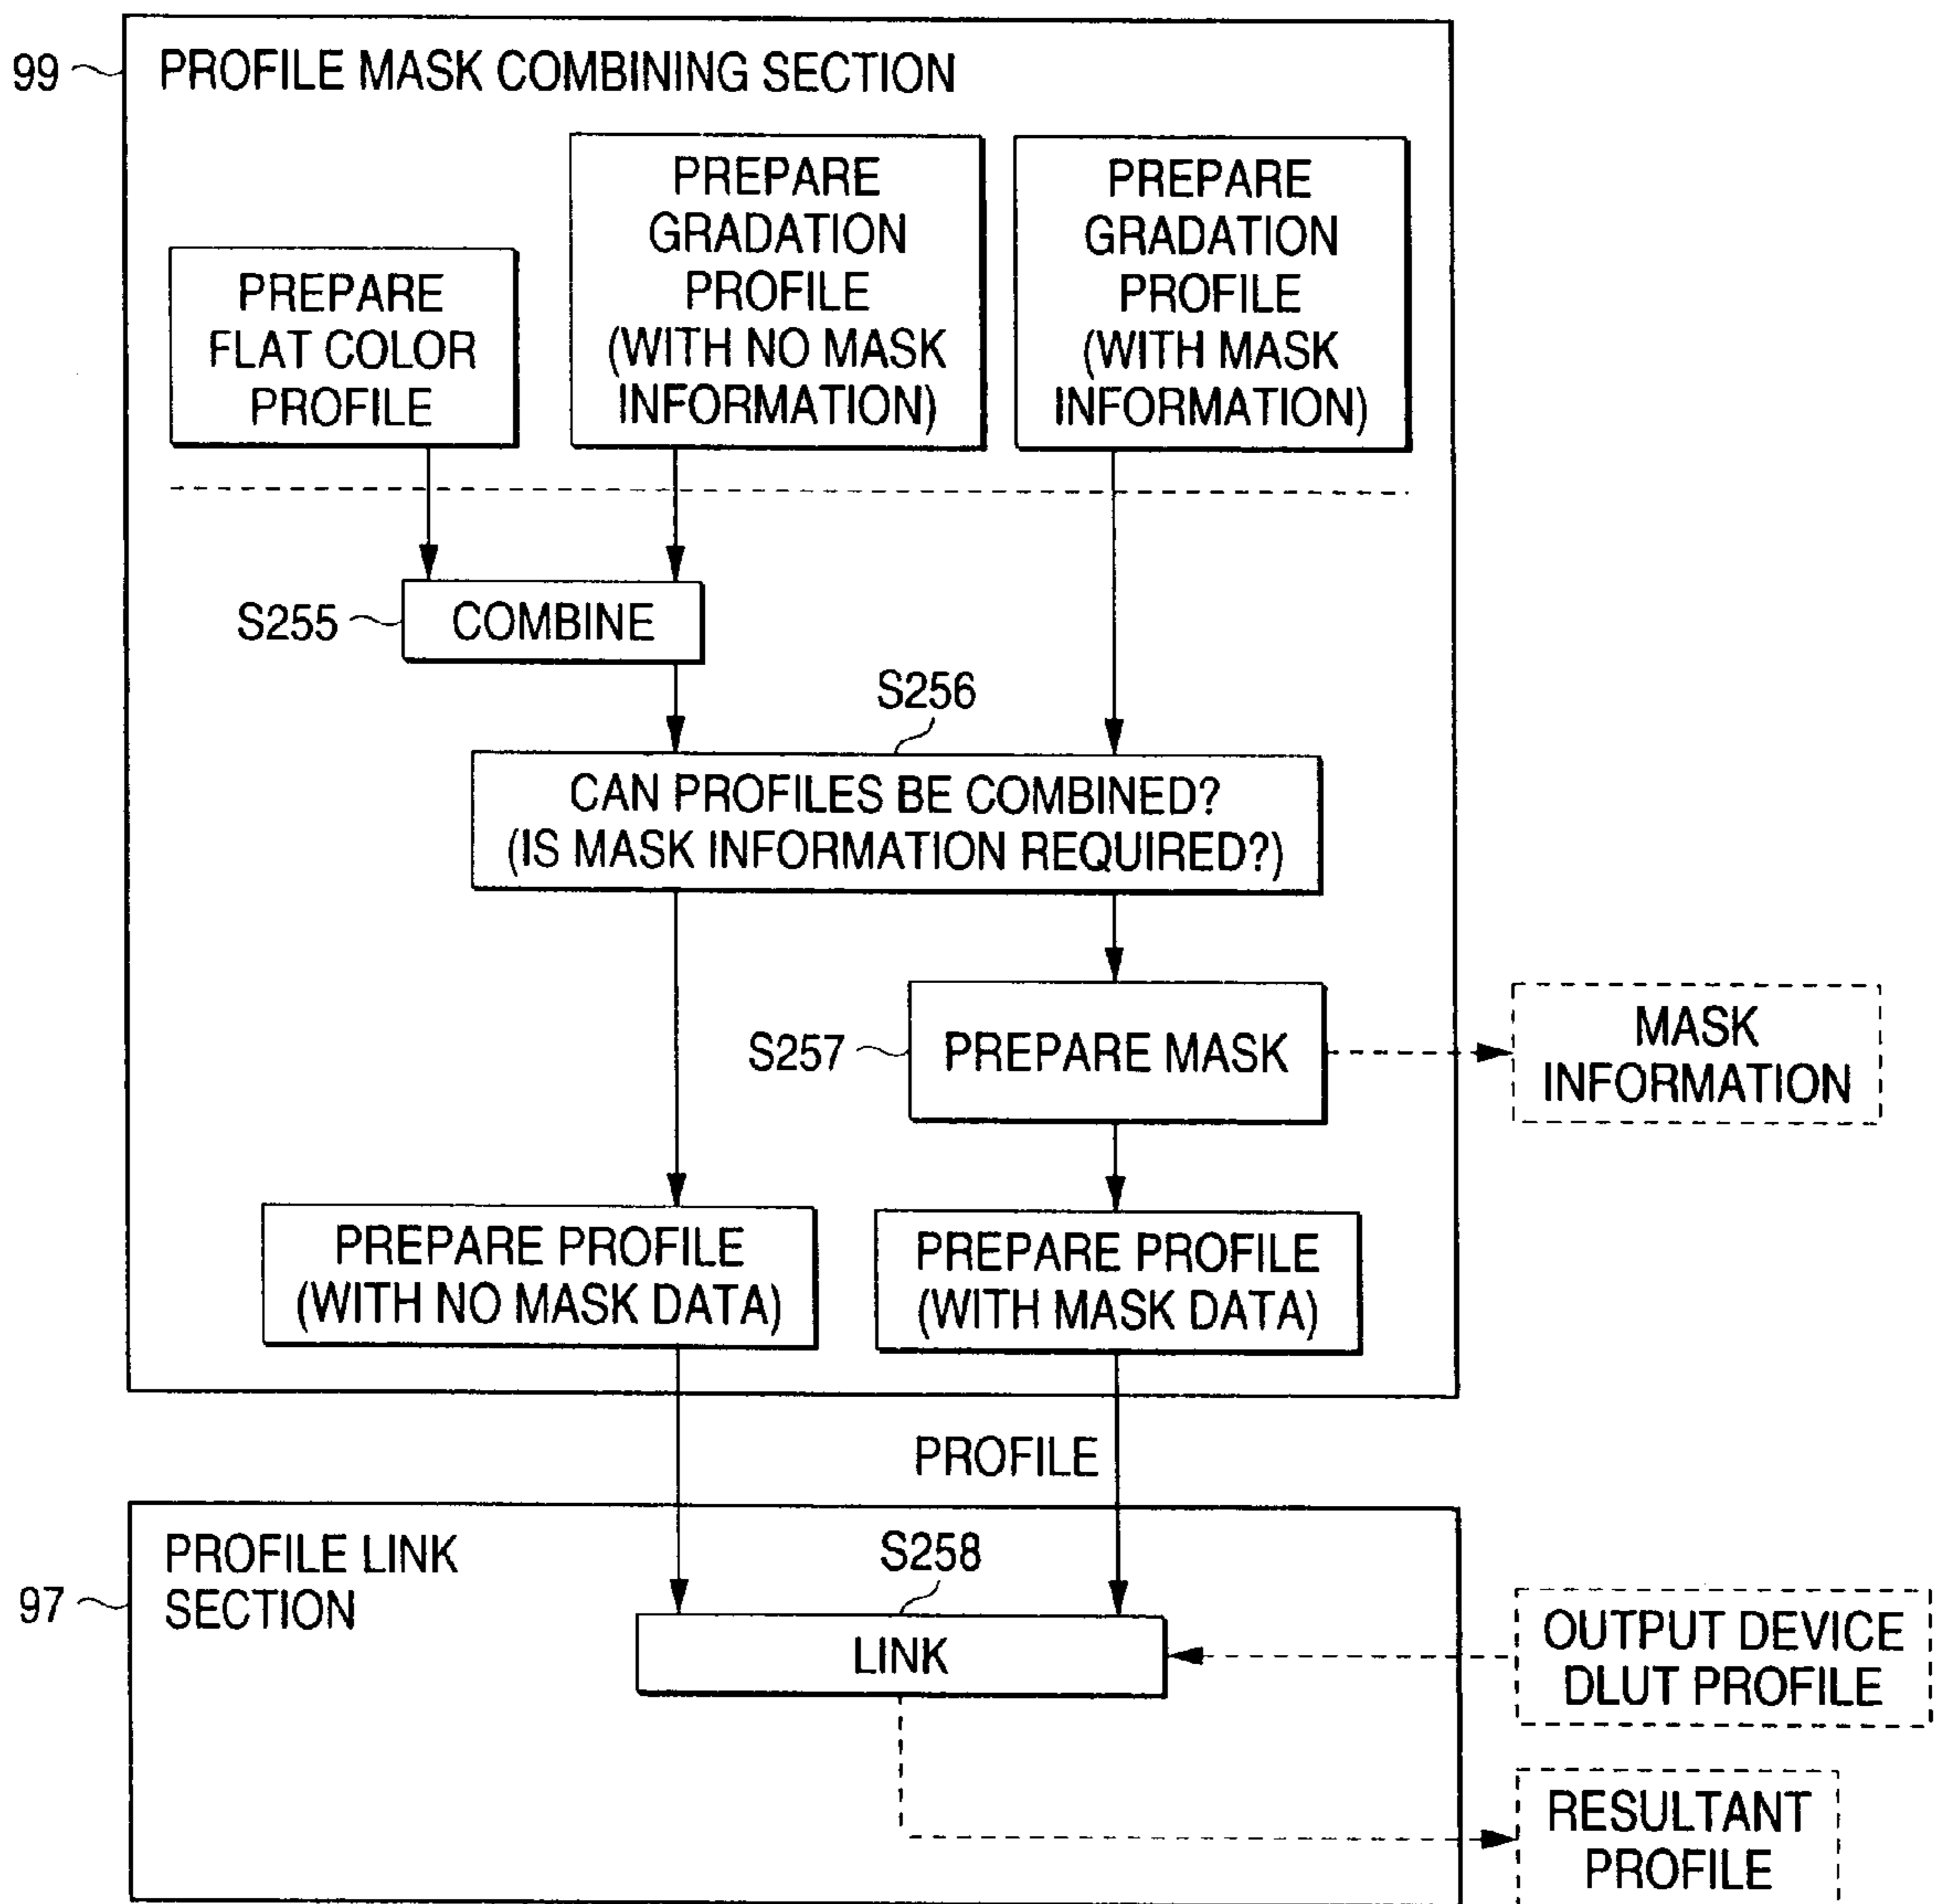 99
PROFILE MASK COMBINING SECTION
PREPARE
FLAT COLOR
PROFILE
PREPARE
GRADATION
PROFILE
(WITH NO MASK
INFORMATION)
PREPARE
GRADATION
PROFILE
(WITH MASK
INFORMATION)
S255
COMBINE
S256
CAN PROFILES BE COMBINED?
(IS MASK INFORMATION REQUIRED?)
S257
PREPARE MASK
MASK
INFORMATION
PREPARE PROFILE
(WITH NO MASK DATA)
PREPARE PROFILE
(WITH MASK DATA)
PROFILE
97
PROFILE LINK
SECTION
S258
LINK
OUTPUT DEVICE
DLUT PROFILE
RESULTANT
PROFILE